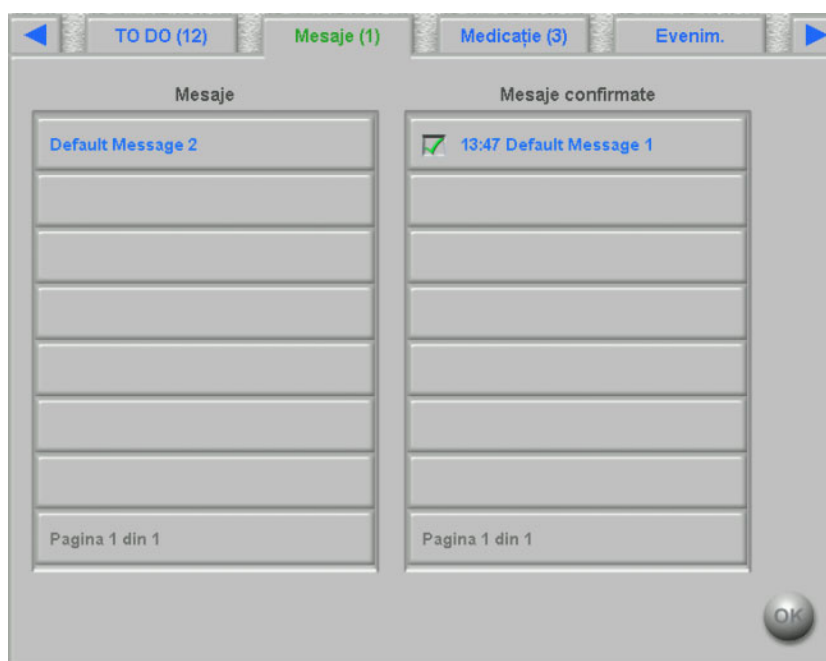 TO DO (12) Mesaje (1) Medicație (3) Evenim.
Mesaje Mesaje confirmate
Default Message 2 13:47 Default Message 1
Pagina 1 din 1 Pagina 1 din 1
OK